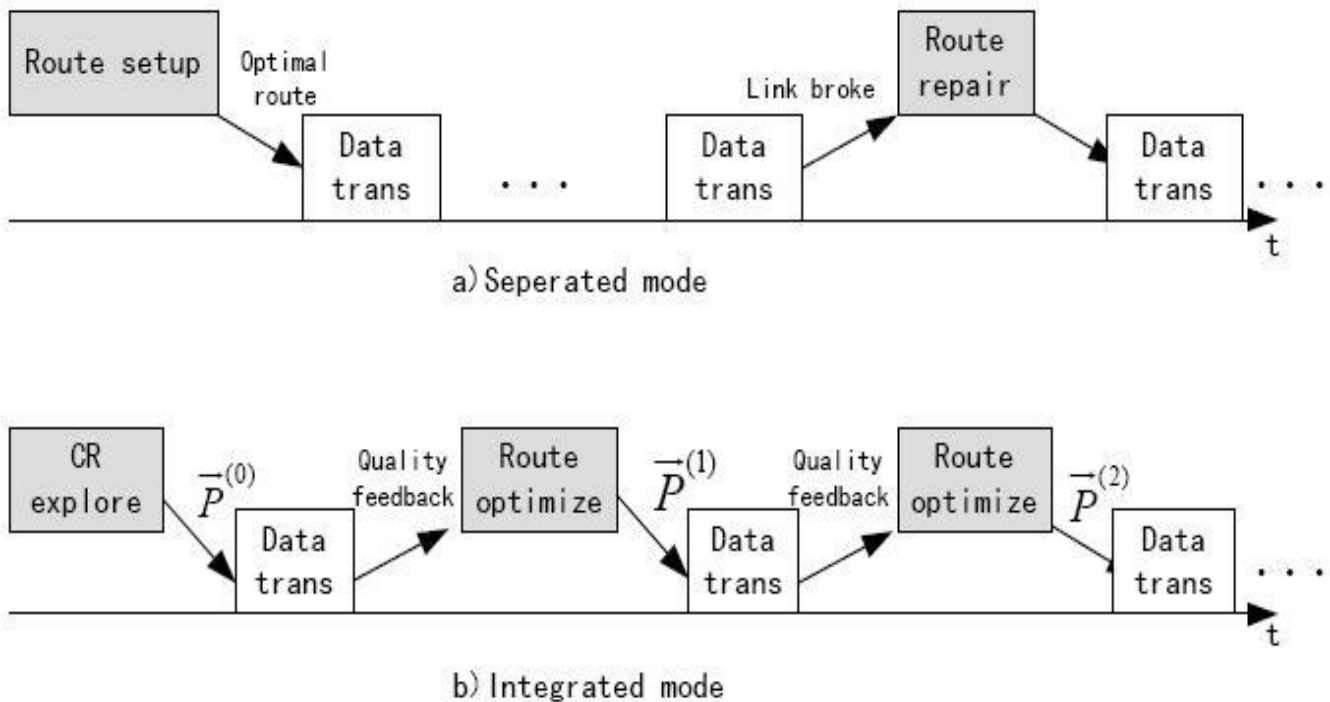 Route setup
Optimal
route
Data
trans
. . .
Data
trans
Link broke
Route
repair
Data
trans
. . .
t
a)Seperated mode
CR
explore
P(0)
Data
trans
Quality
feedback
Route
optimize
P(1)
Data
trans
Quality
feedback
Route
optimize
P(2)
Data
trans
. . .
t
b)Integrated mode